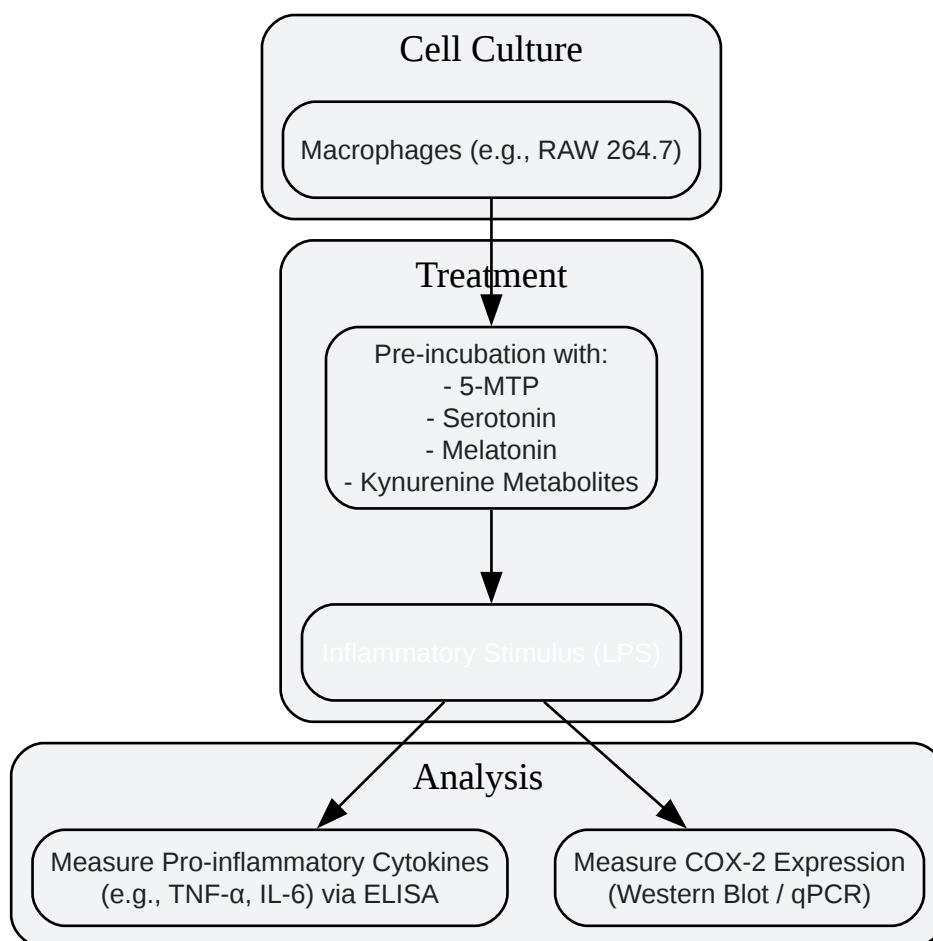 Cell Culture
Macrophages (e.g., RAW 264.7)
Treatment
Pre-incubation with:
- 5-MTP
- Serotonin
- Melatonin
- Kynurenine Metabolites
Inflammatory Stimulus (LPS)
Analysis
Measure Pro-inflammatory Cytokines
(e.g., TNF-α, IL-6) via ELISA
Measure COX-2 Expression
(Western Blot / qPCR)